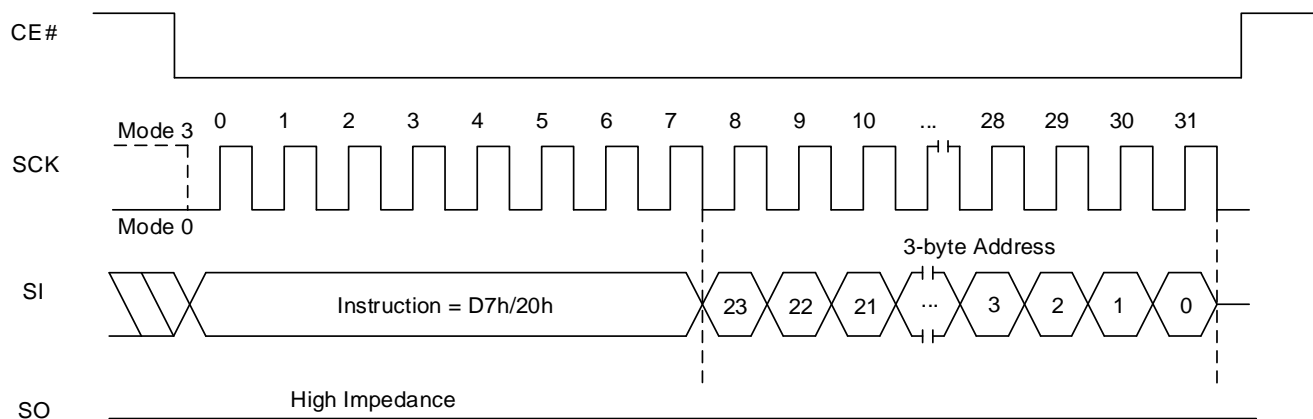 CE#
0 1 2 3 4 5 6 7 8 9 10 ... 28 29 30 31
Mode 3
SCK
Mode 0
3-byte Address
SI
Instruction = D7h/20h 23 22 21 ... 3 2 1 0
High Impedance
SO